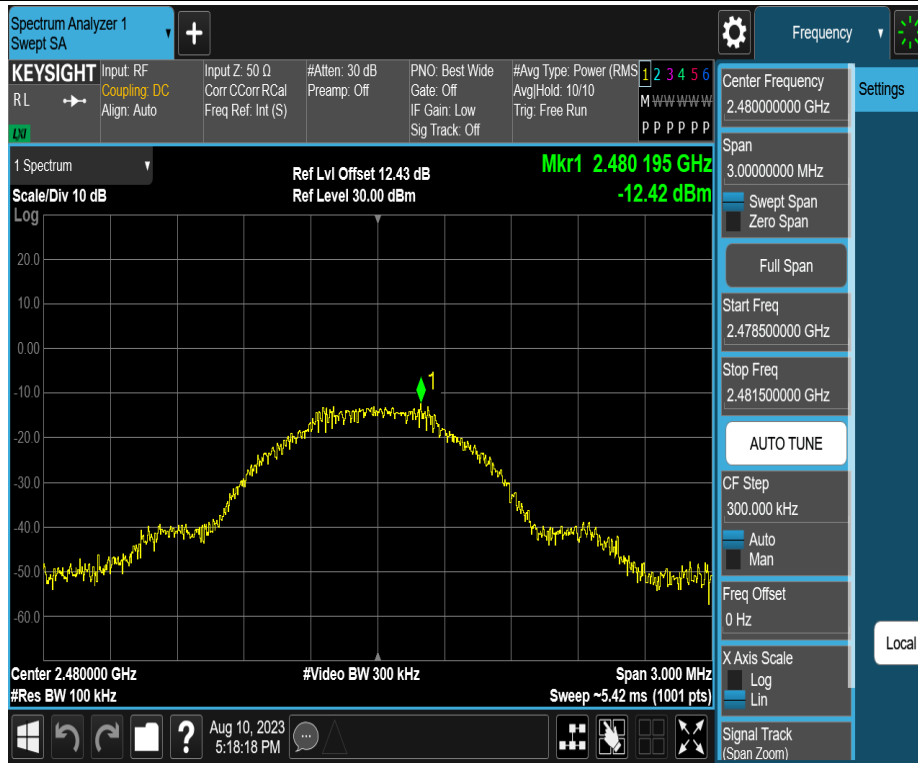 Spectrum Analyzer 1
Swept SA
+
Frequency
KEYSIGHT
R L
LXI
Input: RF
Coupling: DC
Align: Auto
Input Z: 50 Ω
Corr CCorr RCal
Freq Ref: Int (S)
#Atten: 30 dB
Preamp: Off
PNO: Best Wide
Gate: Off
IF Gain: Low
Sig Track: Off
#Avg Type: Power (RMS
Avg|Hold: 10/10
Trig: Free Run
1 2 3 4 5 6
M W W W W W
P P P P P P
1 Spectrum
Scale/Div 10 dB
Log
Ref Lvl Offset 12.43 dB
Ref Level 30.00 dBm
Mkr1 2.480 195 GHz
-12.42 dBm
20.0
10.0
0.00
-10.0
-20.0
-30.0
-40.0
-50.0
-60.0
1
Center 2.480000 GHz
#Res BW 100 kHz
#Video BW 300 kHz
Span 3.000 MHz
Sweep ~5.42 ms (1001 pts)
Center Frequency
2.480000000 GHz
Span
3.00000000 MHz
Swept Span
Zero Span
Full Span
Start Freq
2.478500000 GHz
Stop Freq
2.481500000 GHz
AUTO TUNE
CF Step
300.000 kHz
Auto
Man
Freq Offset
0 Hz
X Axis Scale
Log
Lin
Signal Track
(Span Zoom)
Settings
Local
?
Aug 10, 2023
5:18:18 PM